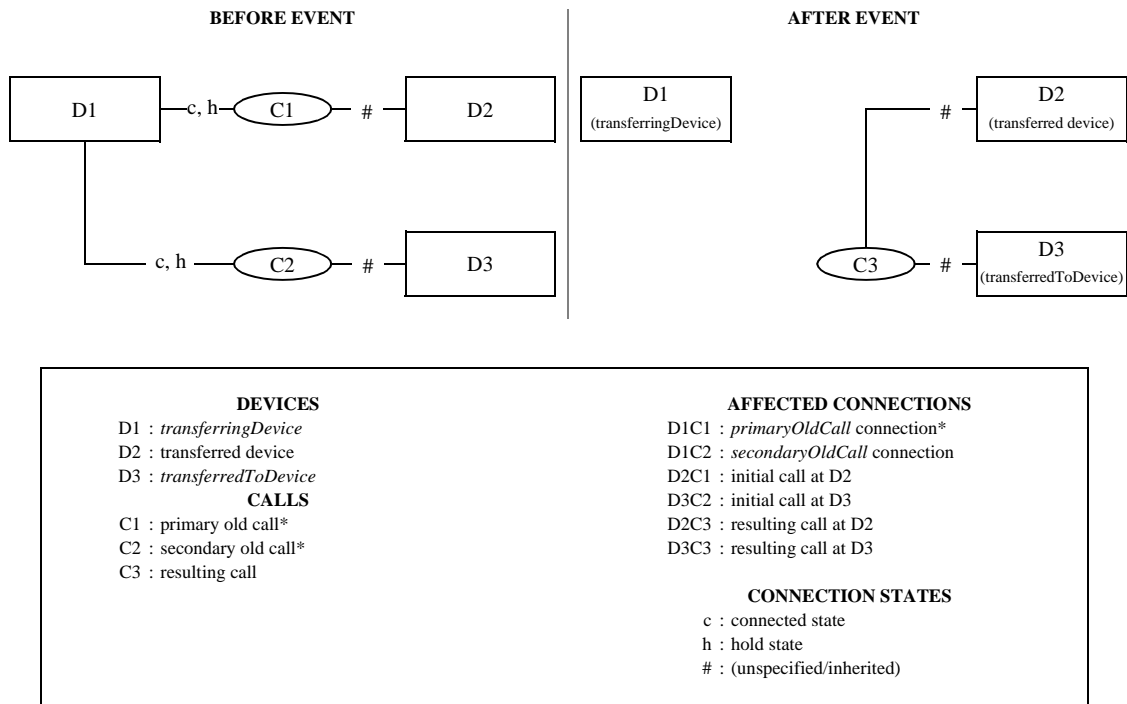 BEFORE EVENT
AFTER EVENT
D1
c, h
C1
#
D2
c, h
C2
#
D3
D1
(transferringDevice)
#
D2
(transferred device)
C3
#
D3
(transferredToDevice)
DEVICES
D1 : transferringDevice
D2 : transferred device
D3 : transferredToDevice
CALLS
C1 : primary old call*
C2 : secondary old call*
C3 : resulting call
AFFECTED CONNECTIONS
D1C1 : primaryOldCall connection*
D1C2 : secondaryOldCall connection
D2C1 : initial call at D2
D3C2 : initial call at D3
D2C3 : resulting call at D2
D3C3 : resulting call at D3
CONNECTION STATES
c : connected state
h : hold state
# : (unspecified/inherited)